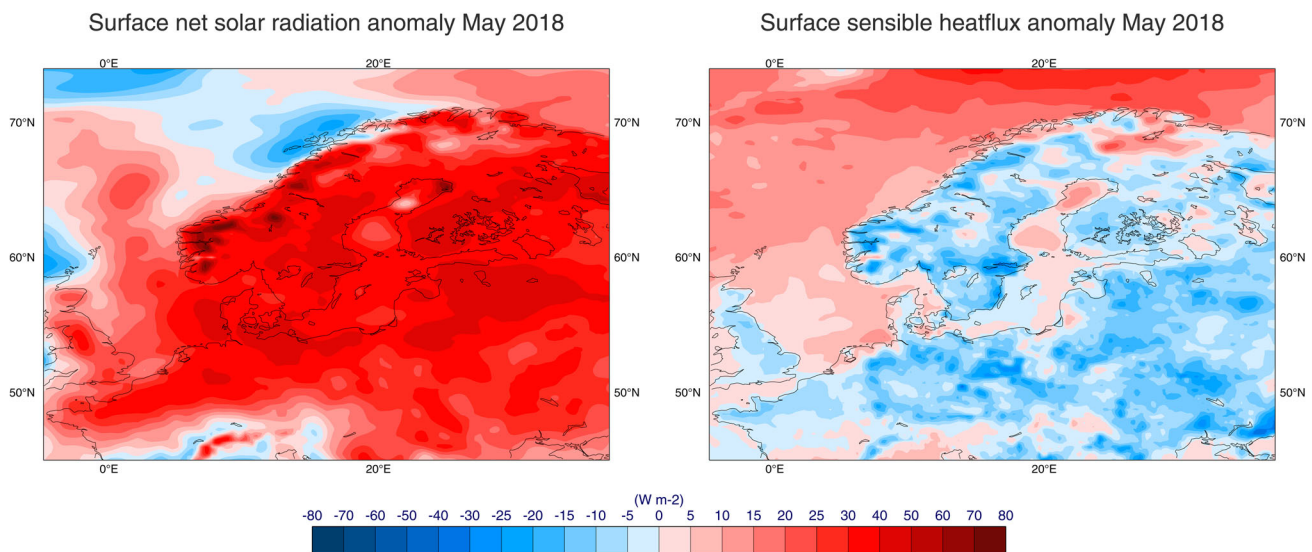 Surface net solar radiation anomaly May 2018
Surface sensible heatflux anomaly May 2018
0°E 20°E
0°E 20°E
70°N 70°N
70°N 70°N
60°N 60°N
60°N 60°N
50°N 50°N
50°N 50°N
0°E 20°E
0°E 20°E
(W m-2)
-80 -70 -60 -50 -40 -30 -25 -20 -15 -10 -5 0 5 10 15 20 25 30 40 50 60 70 80